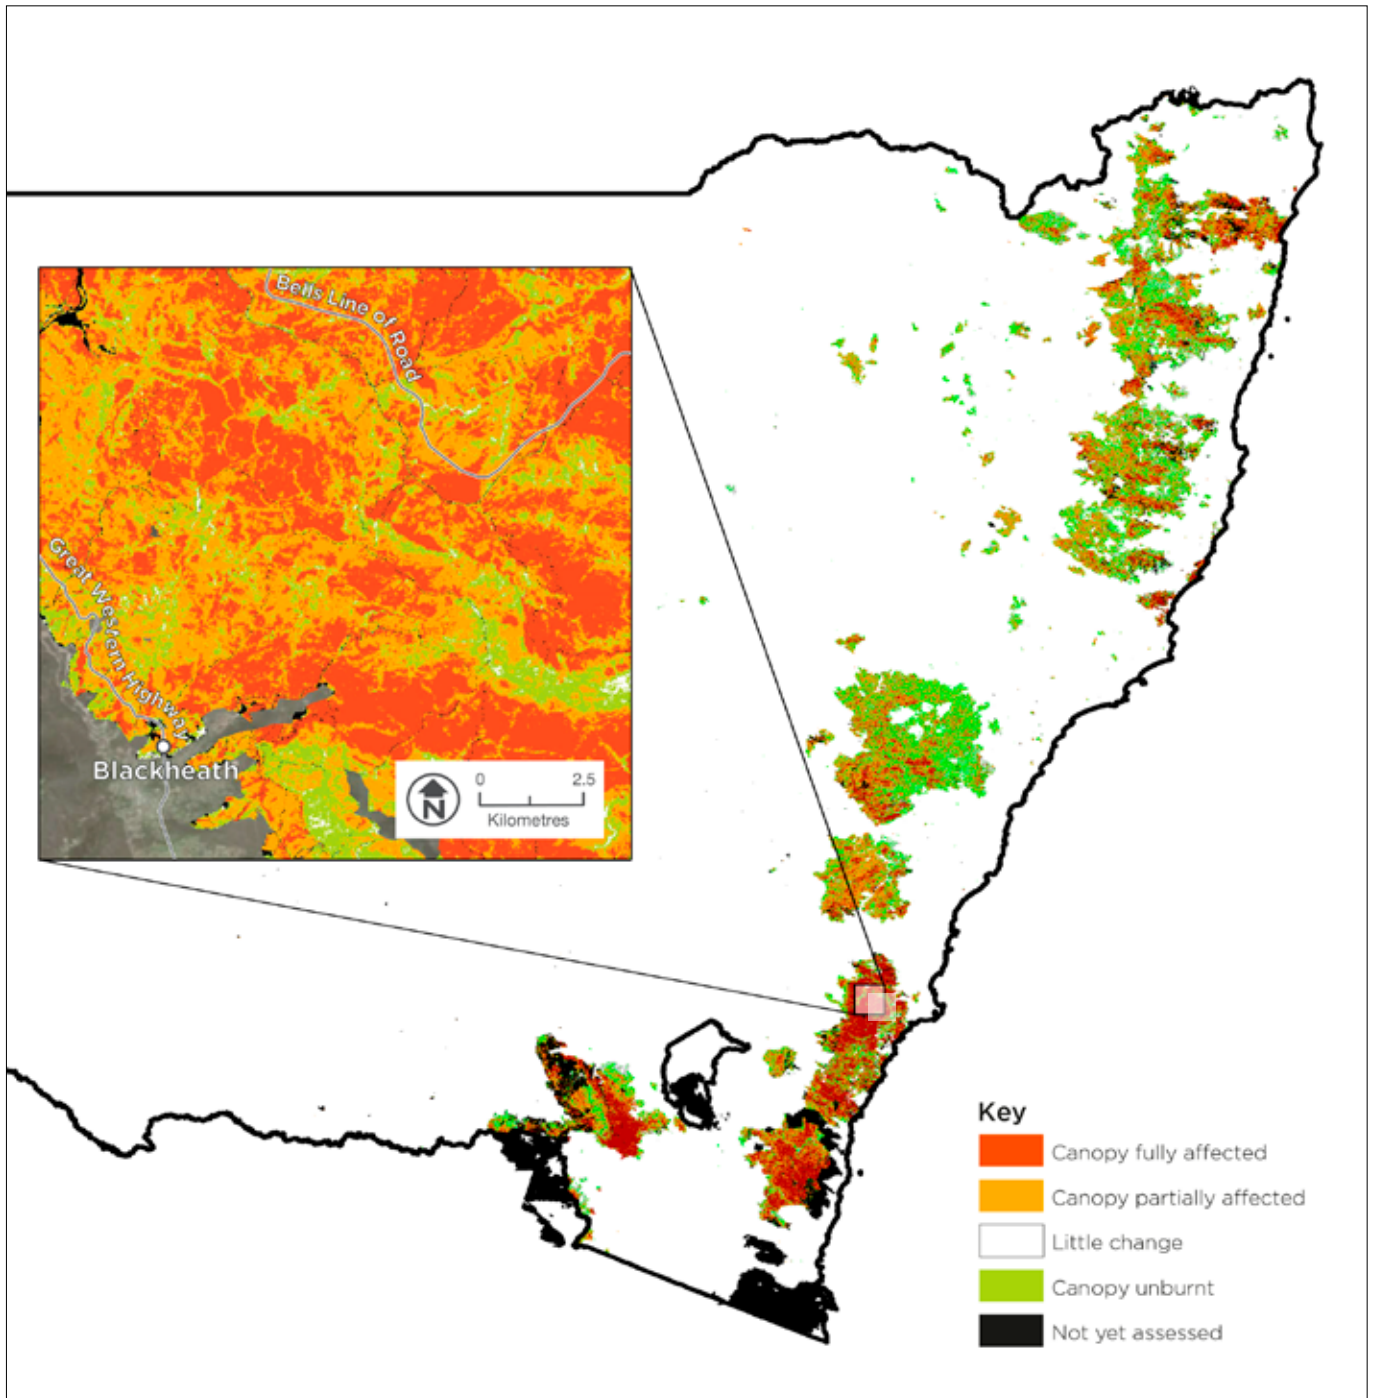 Bells Line of Road
Great Western Highway
Blackheath
N
0 2.5
Kilometres
Key
Canopy fully affected
Canopy partially affected
Little change
Canopy unburnt
Not yet assessed